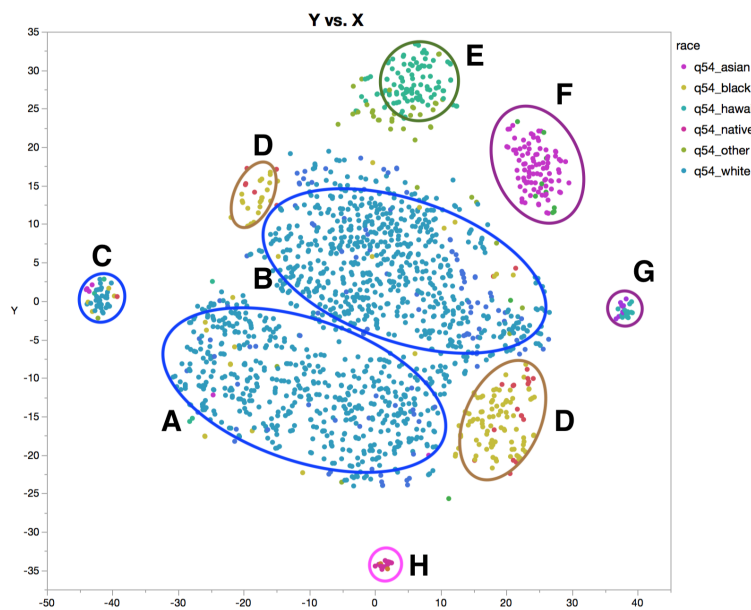 Y vs. X
race
q54_asian
q54_black
q54_hawa
q54_native
q54_other
q54_white
E
F
D
C
B
G
A
D
H
Y
35
30
25
20
15
10
5
0
-5
-10
-15
-20
-25
-30
-35
-50 -40 -30 -20 -10 0 10 20 30 40